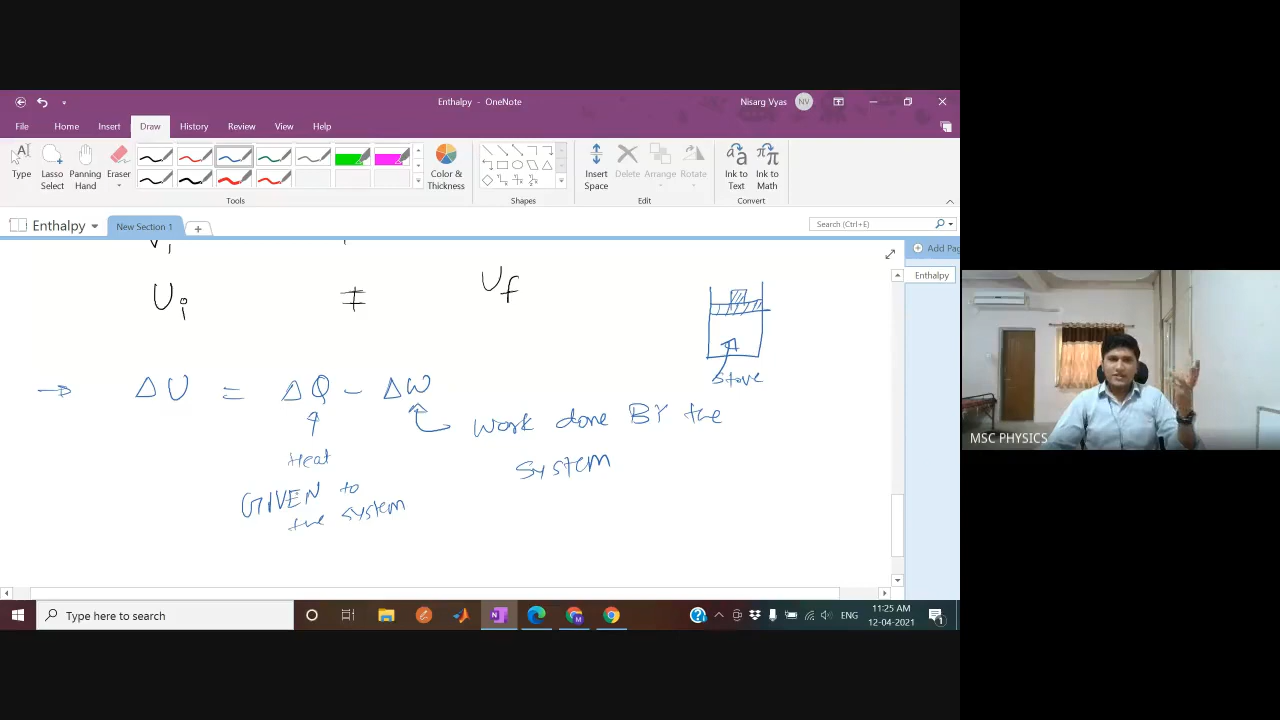 Enthalpy - OneNote
Nisarg Vyas NV
File Home Insert Draw History Review View Help
Type Lasso Select Panning Hand Eraser Color & Thickness Insert Space Delete Arrange Rotate Ink to Text Ink to Math
Tools Shapes Edit Convert
Enthalpy New Section 1 + Search (Ctrl+E)
Add Pag
Enthalpy
Ui ≠ Uf
→ ΔU = ΔQ - ΔW
Stove
Work done BY the
system
Heat
GIVEN to
the system
MSC PHYSICS
Type here to search
ENG
11:25 AM
12-04-2021